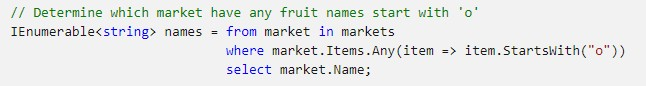 // Determine which market have any fruit names start with 'o'
IEnumerable<string> names = from market in markets
where market.Items.Any(item => item.StartsWith("o"))
select market.Name;